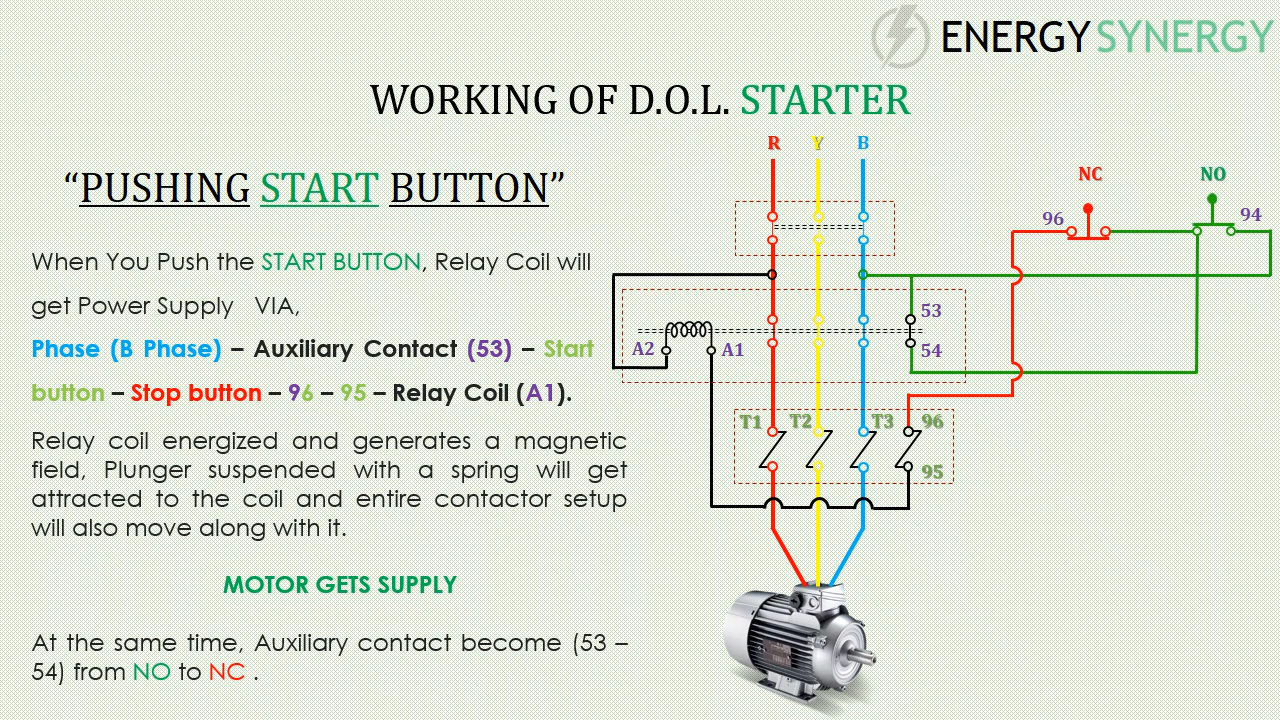 ENERGY SYNERGY
WORKING OF D.O.L. STARTER
“PUSHING START BUTTON”
When You Push the START BUTTON, Relay Coil will
get Power Supply VIA,
Phase (B Phase) – Auxiliary Contact (53) – Start
button – Stop button – 96 – 95 – Relay Coil (A1).
Relay coil energized and generates a magnetic
field, Plunger suspended with a spring will get
attracted to the coil and entire contactor setup
will also move along with it.
MOTOR GETS SUPPLY
At the same time, Auxiliary contact become (53 –
54) from NO to NC .
R Y B
NC NO
96 94
53
A2 A1 54
T1 T2 T3 96
95